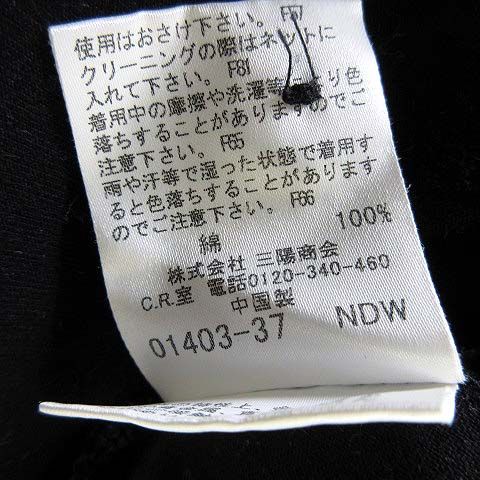 使用はおさけ下さい。
クリーニングの際はネットに
入れて下さい。 F81
着用中の摩擦や洗濯等により色
落ちすることがありますのでご
注意下さい。 F65
雨や汗等で湿った状態で着用す
ると色落ちすることがあります
のでご注意下さい。 F66
綿 100%
株式会社 三陽商会
C.R.室 電話0120-340-460
中国製
01403-37 NDW